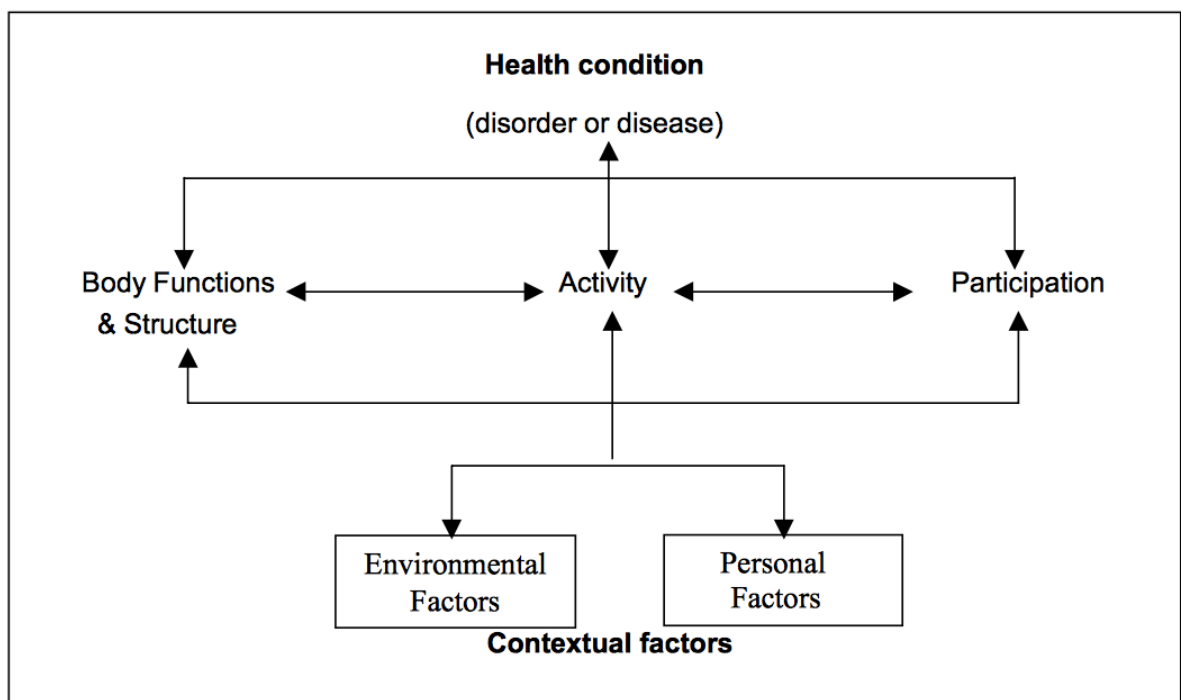 Health condition
(disorder or disease)
Body Functions
& Structure
Activity
Participation
Environmental
Factors
Personal
Factors
Contextual factors